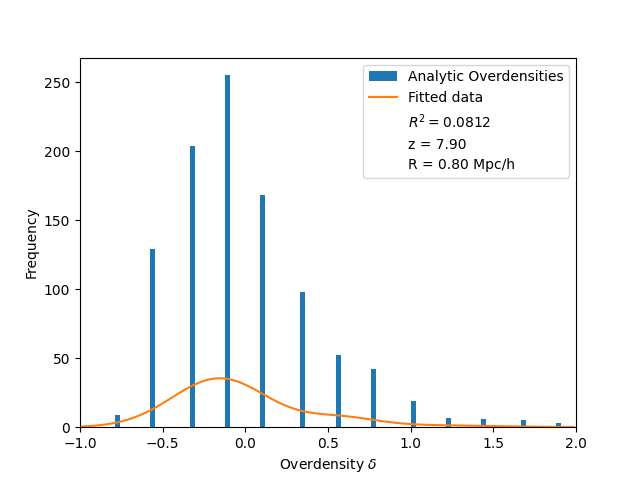 250
200
150
100
50
0
Frequency
Analytic Overdensities
Fitted data
R² = 0.0812
z = 7.90
R = 0.80 Mpc/h
−1.0 −0.5 0.0 0.5 1.0 1.5 2.0
Overdensity δ